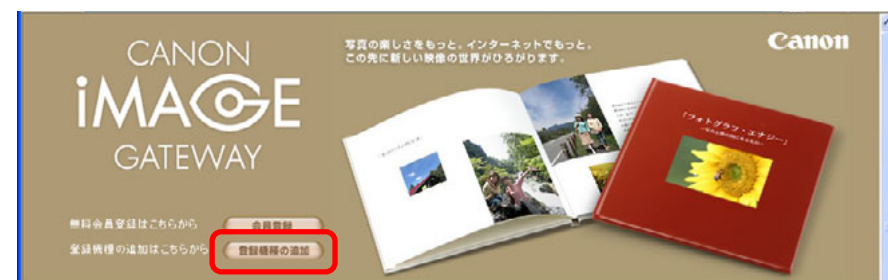 CANON
iMAGE
GATEWAY
写真の楽しさをもっと。インターネットでもっと。
この先に新しい映像の世界がひろがります。
Canon
「フォトグラフ・エナジー」
無料会員登録はこちらから
会員登録
登録機種の追加はこちらから
登録機種の追加